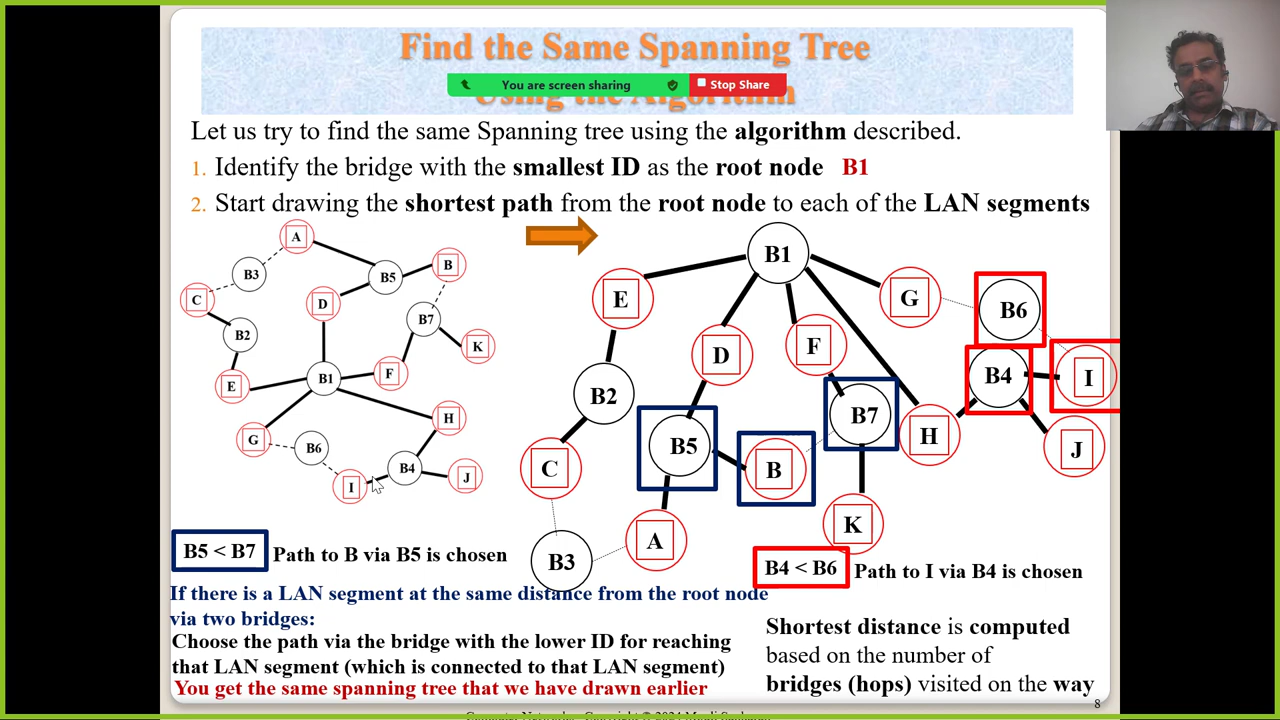 Find the Same Spanning Tree
You are screen sharing
Stop Share
Using the Algorithm
Let us try to find the same Spanning tree using the algorithm described.
1. Identify the bridge with the smallest ID as the root node B1
2. Start drawing the shortest path from the root node to each of the LAN segments
A
B3
C
B2
E
D
B5
B
B7
K
B1
F
G
B6
H
I
B4
J
B1
E
D
F
G
B6
B2
B4
I
C
B5
B
B7
H
J
B3
A
K
B5 < B7
Path to B via B5 is chosen
B4 < B6
Path to I via B4 is chosen
If there is a LAN segment at the same distance from the root node
via two bridges:
Choose the path via the bridge with the lower ID for reaching
that LAN segment (which is connected to that LAN segment)
You get the same spanning tree that we have drawn earlier
Shortest distance is computed
based on the number of
bridges (hops) visited on the way
8